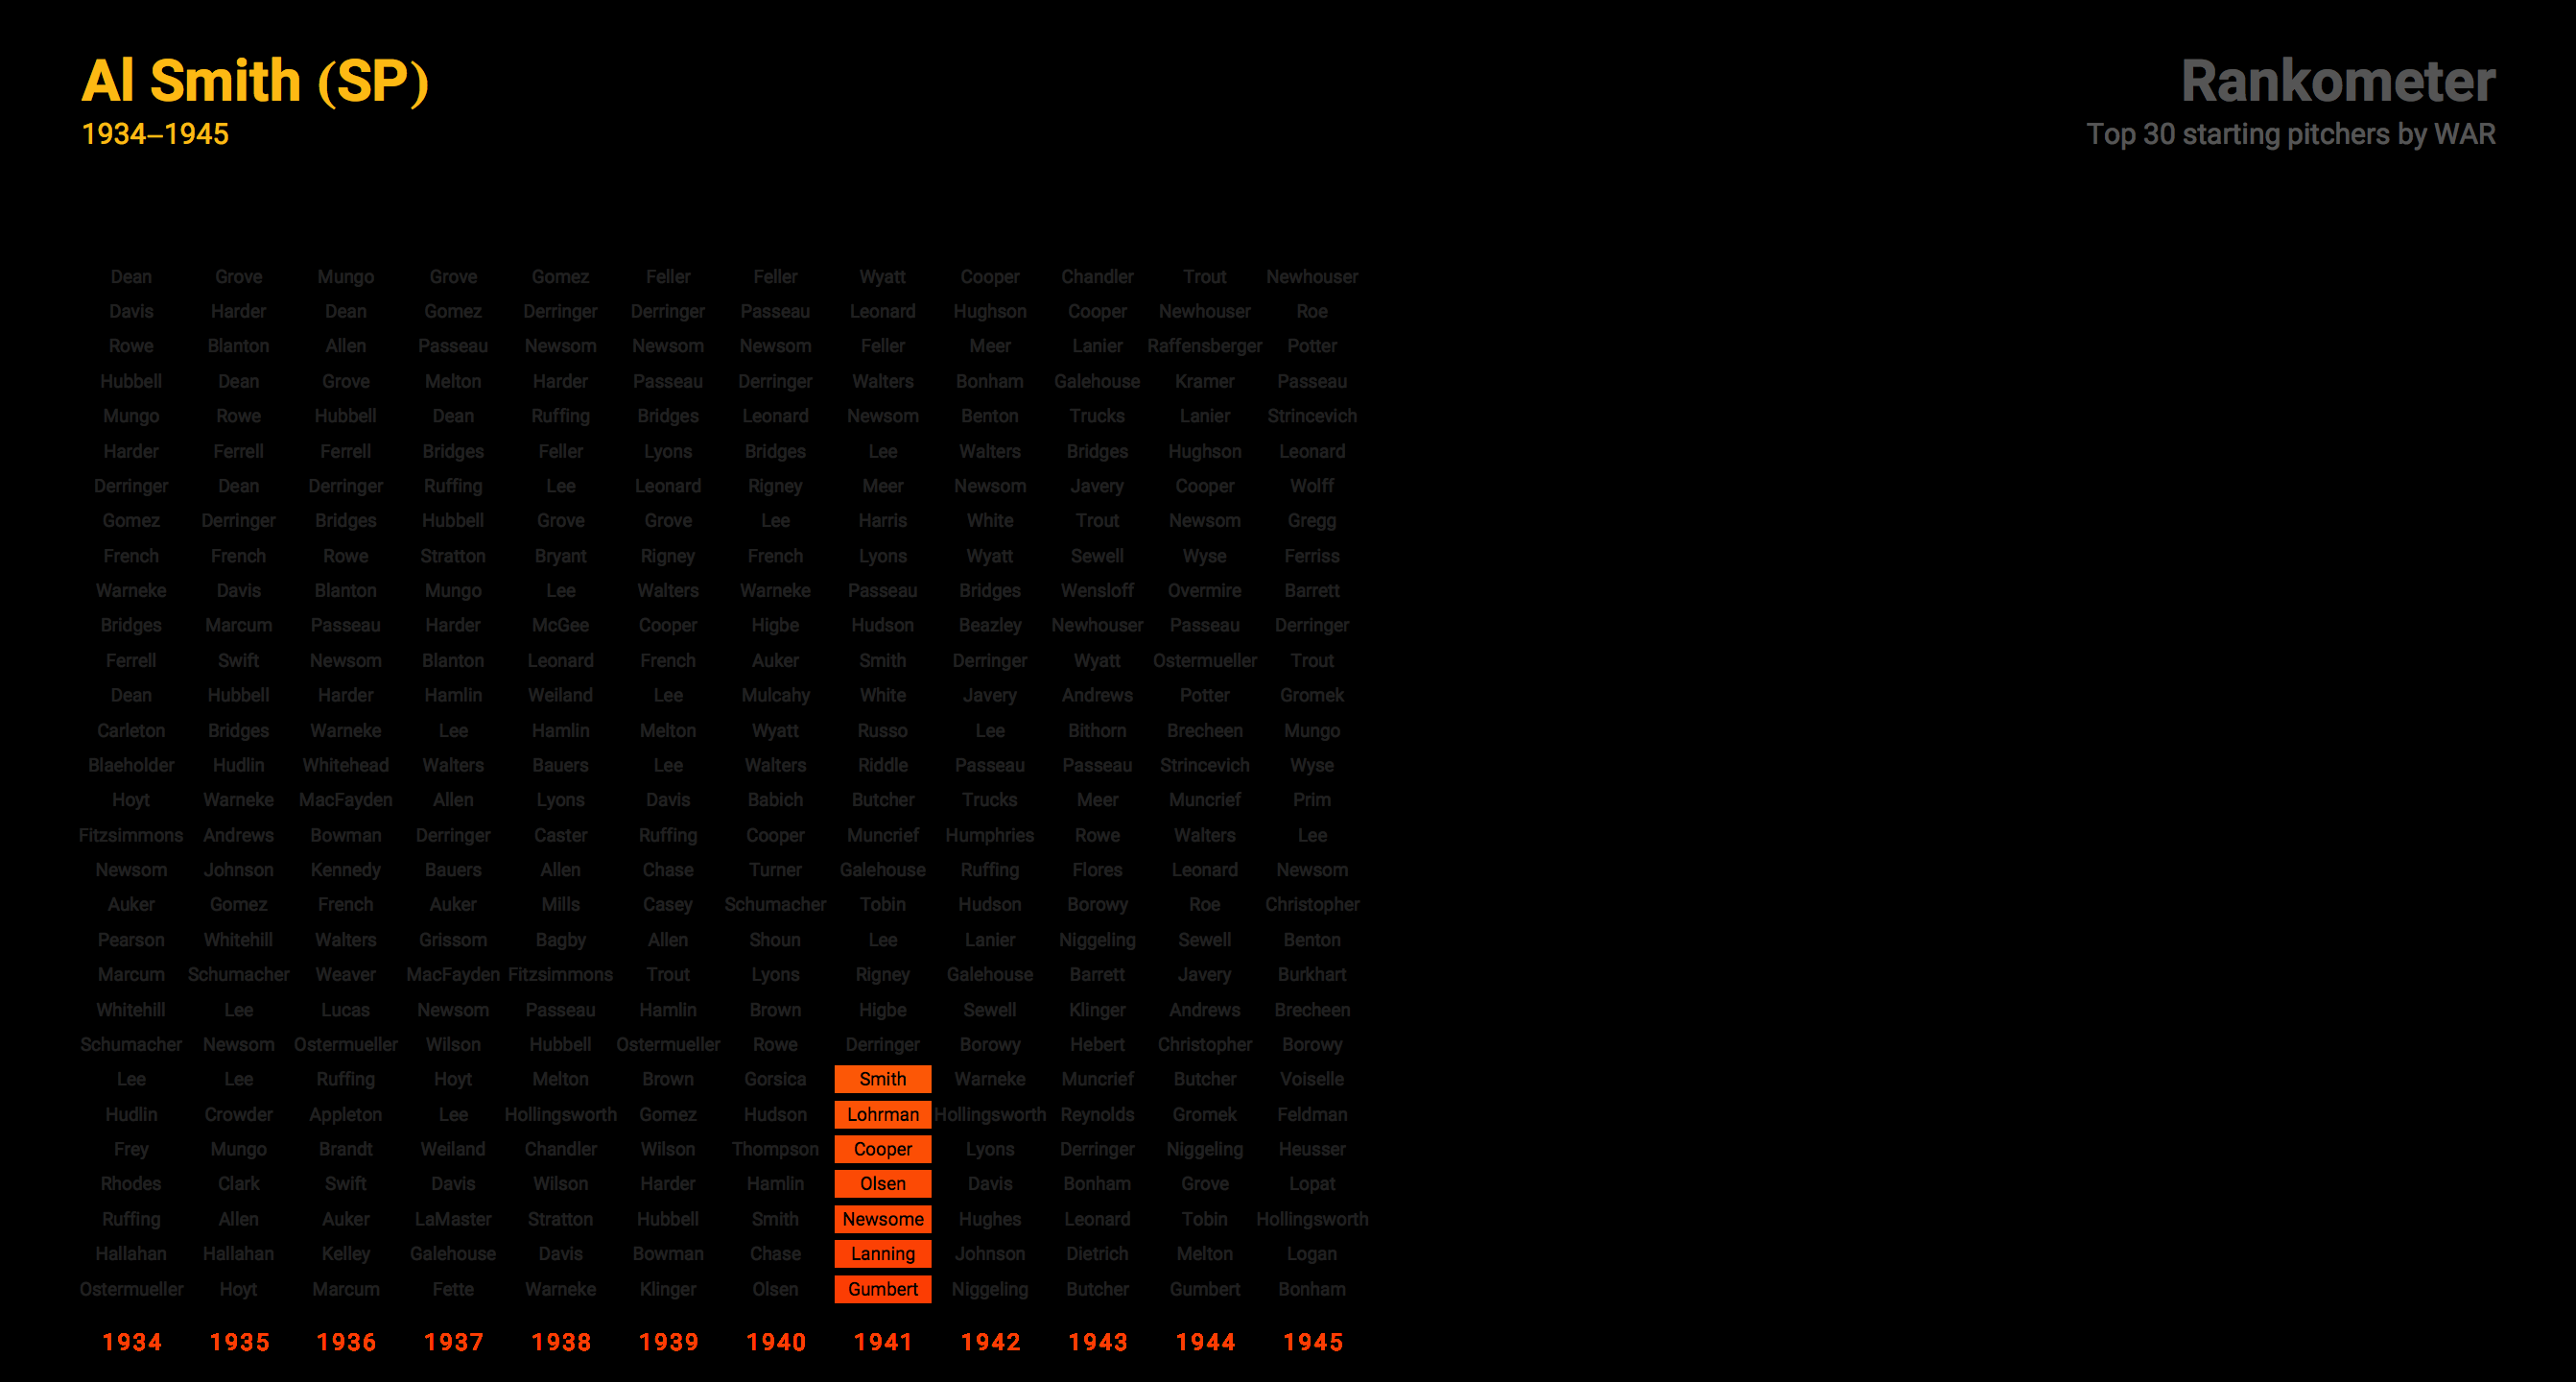 Al Smith (SP)
1934–1945
Rankometer
Top 30 starting pitchers by WAR
Dean Grove Mungo Grove Gomez Feller Feller Wyatt Cooper Chandler Trout Newhouser
Davis Harder Dean Gomez Derringer Derringer Passeau Leonard Hughson Cooper Newhouser Roe
Rowe Blanton Allen Passeau Newsom Newsom Newsom Feller Meer Lanier Raffensberger Potter
Hubbell Dean Grove Melton Harder Passeau Derringer Walters Bonham Galehouse Kramer Passeau
Mungo Rowe Hubbell Dean Ruffing Bridges Leonard Newsom Benton Trucks Lanier Strincevich
Harder Ferrell Ferrell Bridges Feller Lyons Bridges Lee Walters Bridges Hughson Leonard
Derringer Dean Derringer Ruffing Lee Leonard Rigney Meer Newsom Javery Cooper Wolff
Gomez Derringer Bridges Hubbell Grove Grove Lee Harris White Trout Newsom Gregg
French French Rowe Stratton Bryant Rigney French Lyons Wyatt Sewell Wyse Ferriss
Warneke Davis Blanton Mungo Lee Walters Warneke Passeau Bridges Wensloff Overmire Barrett
Bridges Marcum Passeau Harder McGee Cooper Higbe Hudson Beazley Newhouser Passeau Derringer
Ferrell Swift Newsom Blanton Leonard French Auker Smith Derringer Wyatt Ostermueller Trout
Dean Hubbell Harder Hamlin Weiland Lee Mulcahy White Javery Andrews Potter Gromek
Carleton Bridges Warneke Lee Hamlin Melton Wyatt Russo Lee Bithorn Brecheen Mungo
Blaeholder Hudlin Whitehead Walters Bauers Lee Walters Riddle Passeau Passeau Strincevich Wyse
Hoyt Warneke MacFayden Allen Lyons Davis Babich Butcher Trucks Meer Muncrief Prim
Fitzsimmons Andrews Bowman Derringer Caster Ruffing Cooper Muncrief Humphries Rowe Walters Lee
Newsom Johnson Kennedy Bauers Allen Chase Turner Galehouse Ruffing Flores Leonard Newsom
Auker Gomez French Auker Mills Casey Schumacher Tobin Hudson Borowy Roe Christopher
Pearson Whitehill Walters Grissom Bagby Allen Shoun Lee Lanier Niggeling Sewell Benton
Marcum Schumacher Weaver MacFayden Fitzsimmons Trout Lyons Rigney Galehouse Barrett Javery Burkhart
Whitehill Lee Lucas Newsom Passeau Hamlin Brown Higbe Sewell Klinger Andrews Brecheen
Schumacher Newsom Ostermueller Wilson Hubbell Ostermueller Rowe Derringer Borowy Hebert Christopher Borowy
Lee Lee Ruffing Hoyt Melton Brown Gorsica Smith Warneke Muncrief Butcher Voiselle
Hudlin Crowder Appleton Lee Hollingsworth Gomez Hudson Lohrman Hollingsworth Reynolds Gromek Feldman
Frey Mungo Brandt Weiland Chandler Wilson Thompson Cooper Lyons Derringer Niggeling Heusser
Rhodes Clark Swift Davis Wilson Harder Hamlin Olsen Davis Bonham Grove Lopat
Ruffing Allen Auker LaMaster Stratton Hubbell Smith Newsome Hughes Leonard Tobin Hollingsworth
Hallahan Hallahan Kelley Galehouse Davis Bowman Chase Lanning Johnson Dietrich Melton Logan
Ostermueller Hoyt Marcum Fette Warneke Klinger Olsen Gumbert Niggeling Butcher Gumbert Bonham
1934 1935 1936 1937 1938 1939 1940 1941 1942 1943 1944 1945